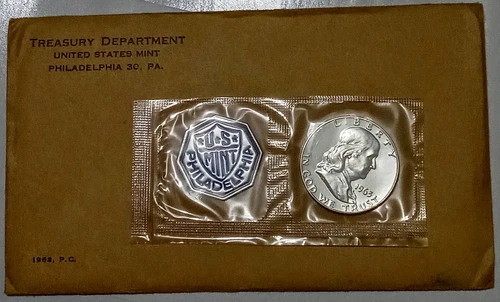 TREASURY DEPARTMENT
UNITED STATES MINT
PHILADELPHIA 30, PA.
U.S.
MINT
PHILADELPHIA
LIBERTY
IN GOD WE TRUST
1963
1963, P.C.